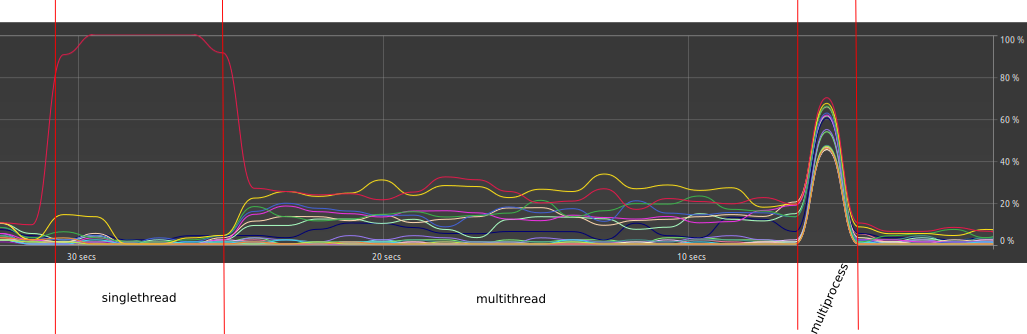 100 %
80 %
60 %
40 %
20 %
0 %
30 secs
20 secs
10 secs
singlethread
multithread
multiprocess